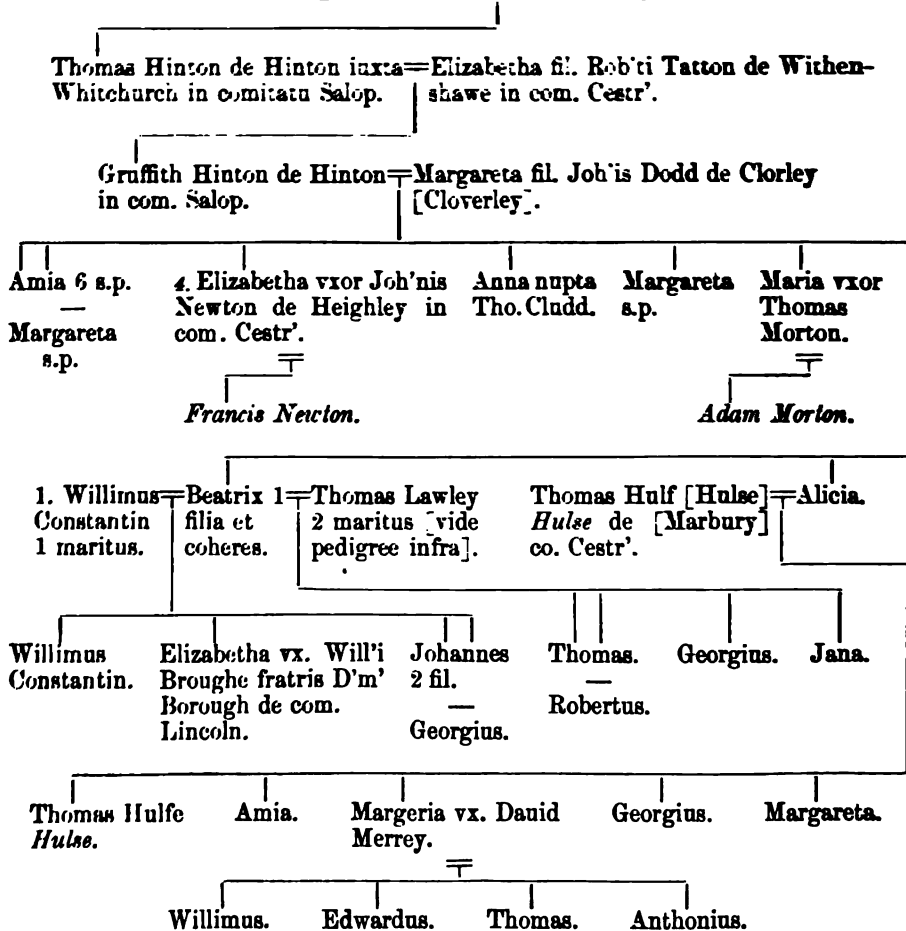 Thomas Hinton de Hinton iuxta=Elizabetha fil. Rob'ti Tatton de Withen-
Whitchurch in comitatu Salop. shawe in com. Cestr'.
Gruffith Hinton de Hinton=Margareta fil. Joh'is Dodd de Clorley
in com. Salop. [Cloverley].
Amia 6 s.p.
—
Margareta
s.p.
4. Elizabetha vxor Joh'nis
Newton de Heighley in
com. Cestr'.
Anna nupta
Tho. Cludd.
Margareta
s.p.
Maria vxor
Thomas
Morton.
Francis Newton.
Adam Morton.
1. Willimus=Beatrix 1=Thomas Lawley
Constantin filia et 2 maritus [vide
1 maritus. coheres. pedigree infra].
Thomas Hulf [Hulse]=Alicia.
Hulse de [Marbury]
co. Cestr'.
Willimus
Constantin.
Elizabetha vx. Will'i
Broughe fratris D'm'
Borough de com.
Lincoln.
Johannes
2 fil.
—
Georgius.
Thomas.
—
Robertus.
Georgius.
Jana.
Thomas Hulfe
Hulse.
Amia.
Margeria vx. Dauid
Merrey.
Georgius.
Margareta.
Willimus. Edwardus. Thomas. Anthonius.